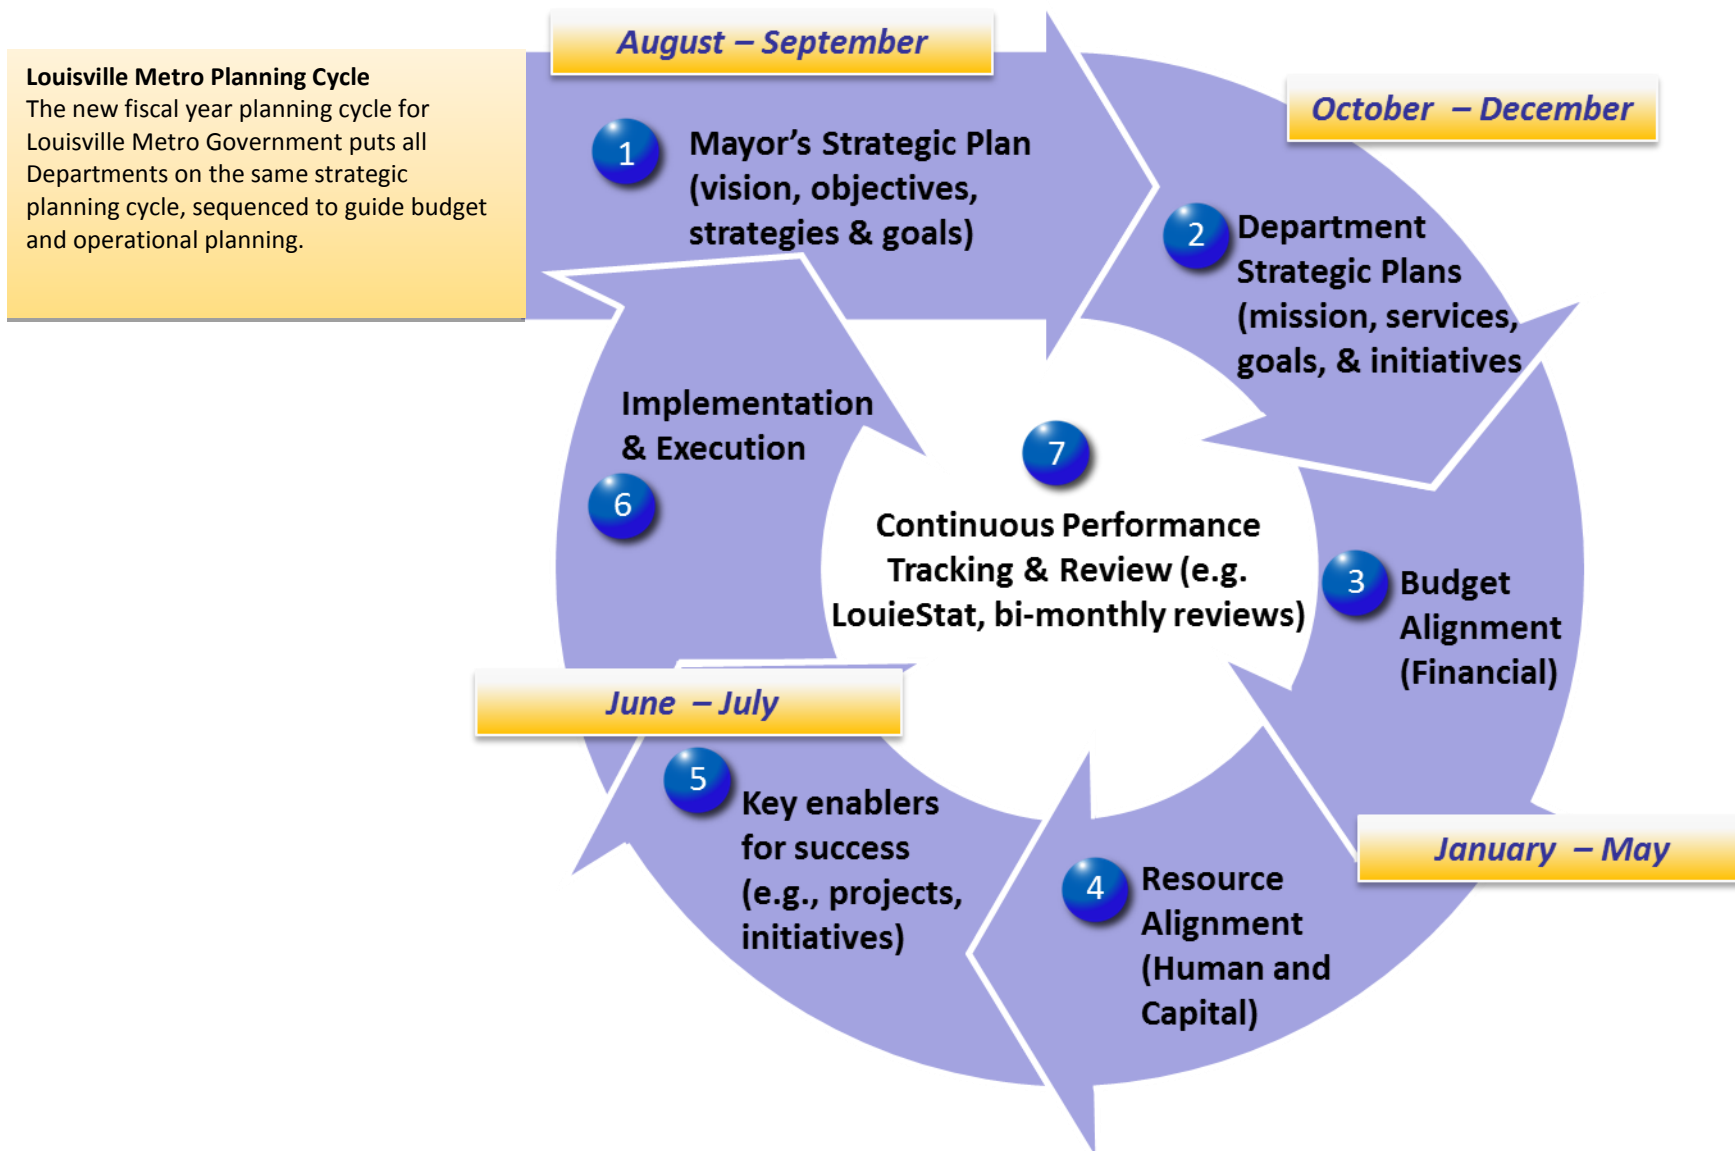 Louisville Metro Planning Cycle
The new fiscal year planning cycle for
Louisville Metro Government puts all
Departments on the same strategic
planning cycle, sequenced to guide budget
and operational planning.
August – September
1
Mayor's Strategic Plan
(vision, objectives,
strategies & goals)
October – December
2
Department
Strategic Plans
(mission, services,
goals, & initiatives
3
Budget
Alignment
(Financial)
January – May
4
Resource
Alignment
(Human and
Capital)
5
Key enablers
for success
(e.g., projects,
initiatives)
June – July
6
Implementation
& Execution
7
Continuous Performance
Tracking & Review (e.g.
LouieStat, bi-monthly reviews)